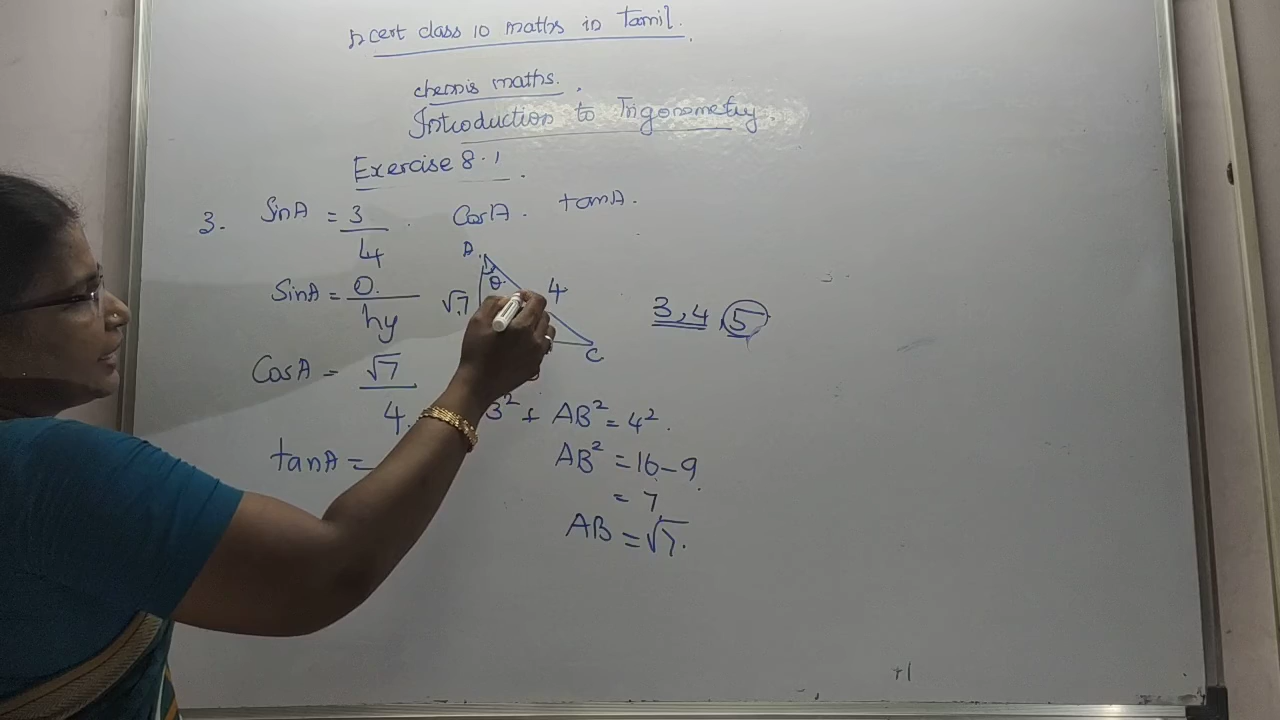 Ncert class 10 maths in Tamil.
chennis maths.
Introduction to Trigonometry.
Exercise 8.1
3. SinA = 3/4 . CosA . tanA.
A.
θ
SinA = O./hy √7 4 3, 4, 5
C
CosA = √7/4.
3² + AB² = 4².
tanA =
AB² = 16 - 9
= 7
AB = √7.
+1